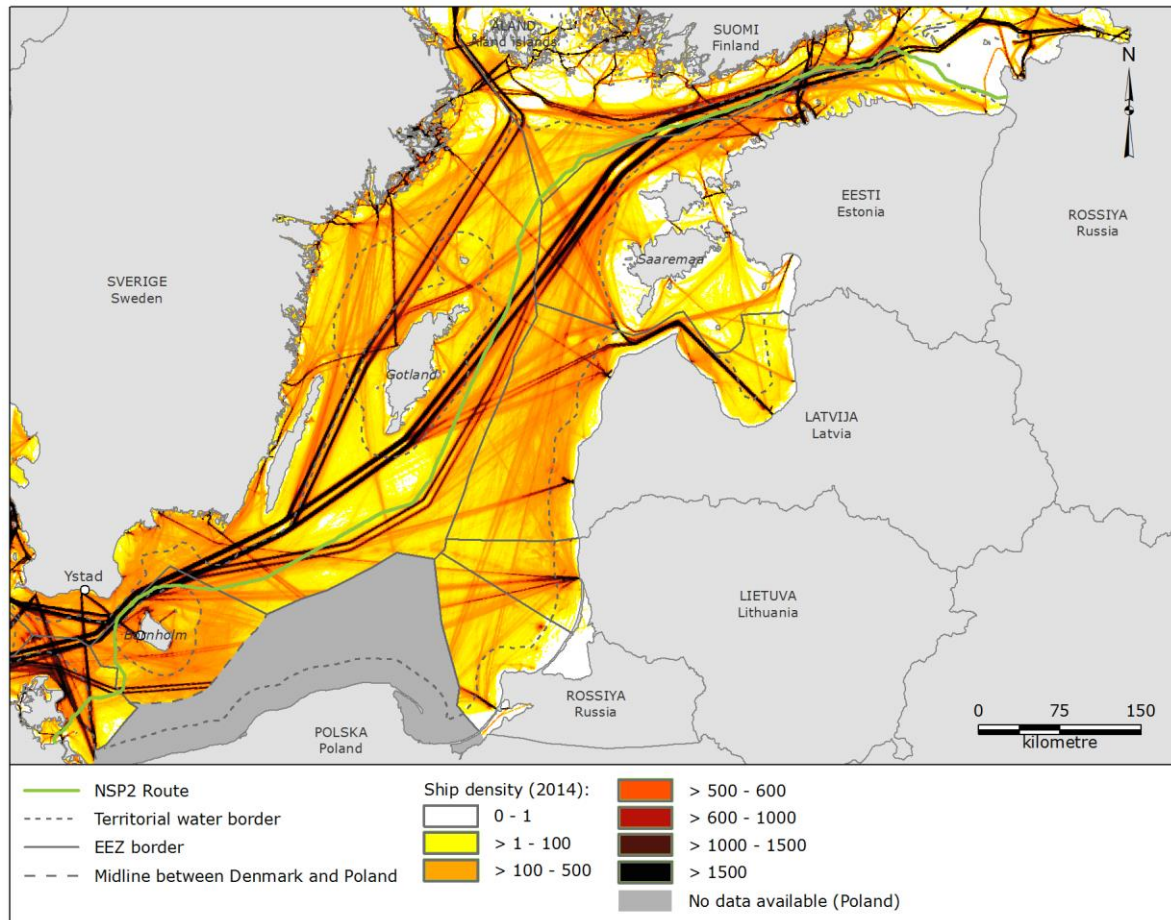 ÅLAND
Åland islands
SUOMI
Finland
N
EESTI
Estonia
ROSSIYA
Russia
SVERIGE
Sweden
Saaremaa
Gotland
LATVIJA
Latvia
Ystad
Bornholm
LIETUVA
Lithuania
ROSSIYA
Russia
POLSKA
Poland
0 75 150
kilometre
NSP2 Route
Territorial water border
EEZ border
Midline between Denmark and Poland
Ship density (2014):
0 - 1
> 1 - 100
> 100 - 500
> 500 - 600
> 600 - 1000
> 1000 - 1500
> 1500
No data available (Poland)